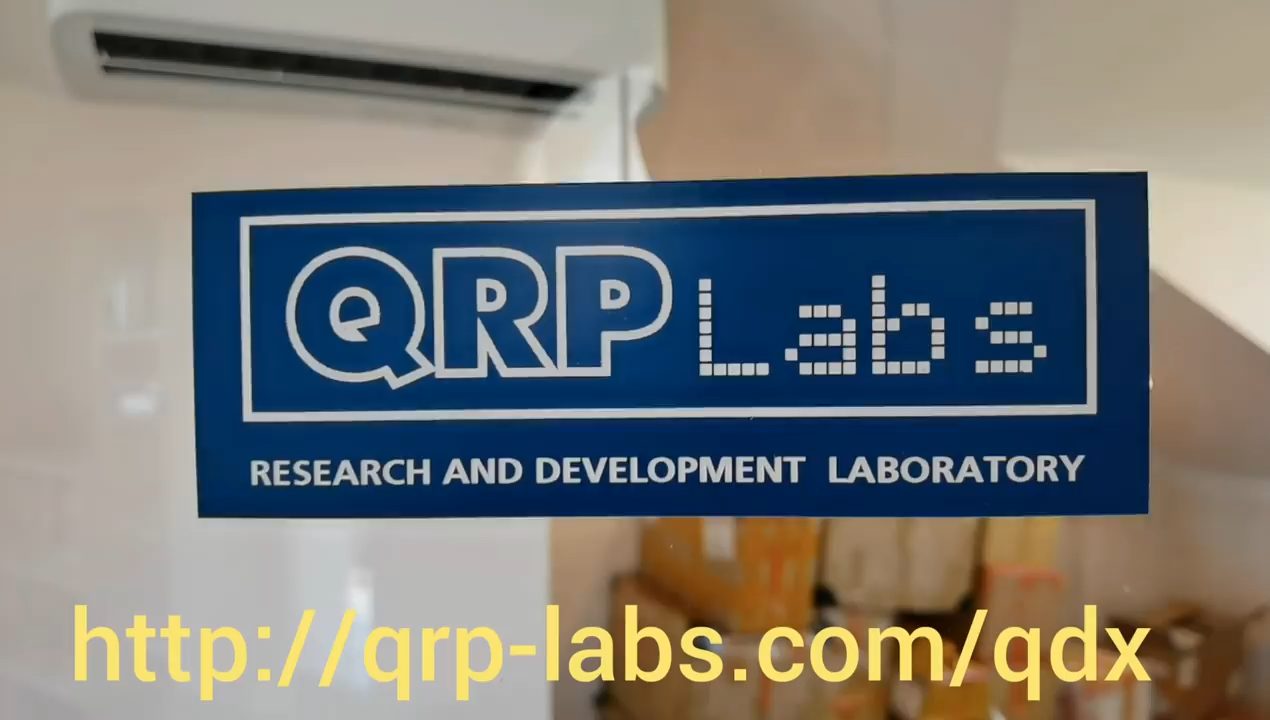 QRP Labs
RESEARCH AND DEVELOPMENT LABORATORY
http://qrp-labs.com/qdx